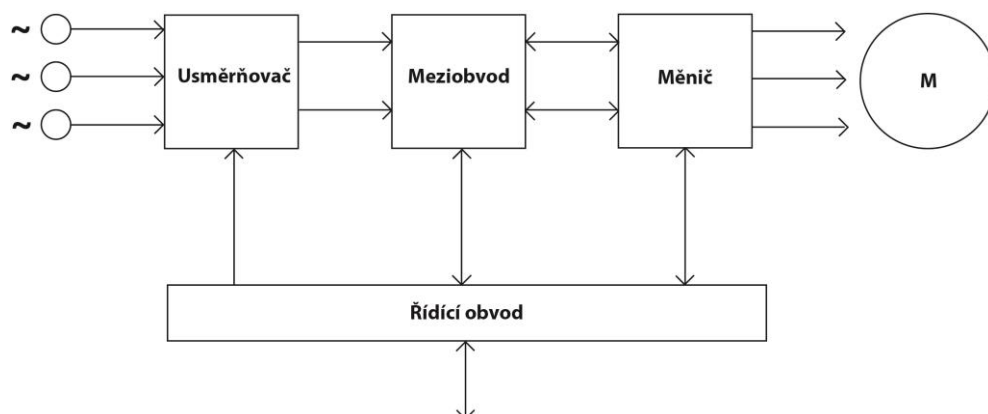 ~
~
~
Usměrňovač
Meziobvod
Měnič
M
Řídící obvod